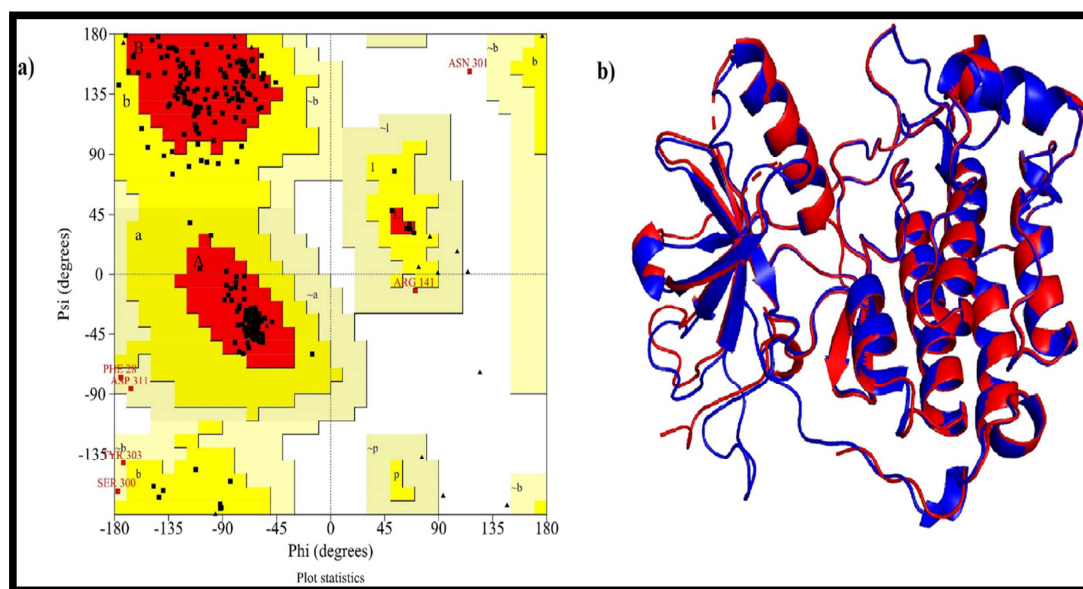 a)
b)
180
135
90
45
0
-45
-90
-135
-180
Psi (degrees)
B
b
~b
a
A
~a
~l
l
~b
b
ASN 301
ARG 141
PHE 28
ASP 311
~b
TYR 303
b
SER 300
~p
p
~b
-180 -135 -90 -45 0 45 90 135 180
Phi (degrees)
Plot statistics